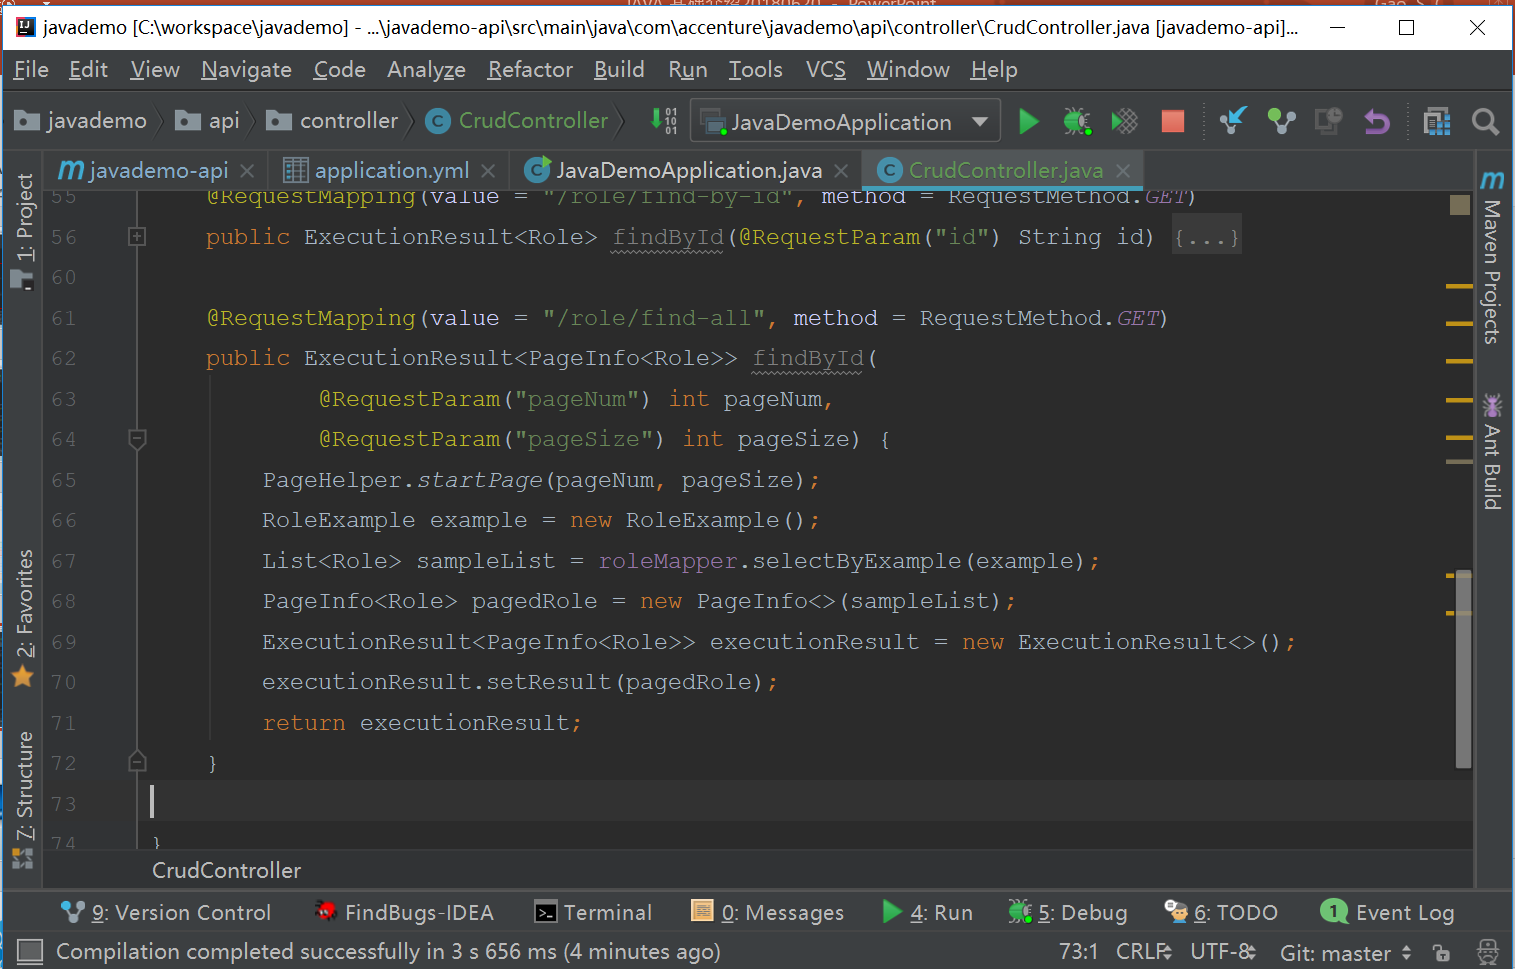 javademo [C:\workspace\javademo] - ...\javademo-api\src\main\java\com\accenture\javademo\api\controller\CrudController.java [javademo-api]...
File Edit View Navigate Code Analyze Refactor Build Run Tools VCS Window Help
javademo api controller CrudController JavaDemoApplication
javademo-api application.yml JavaDemoApplication.java CrudController.java
1: Project
2: Favorites
7: Structure
55 @RequestMapping(value = "/role/find-by-id", method = RequestMethod.GET)
56 public ExecutionResult<Role> findById(@RequestParam("id") String id) {...}
60
61 @RequestMapping(value = "/role/find-all", method = RequestMethod.GET)
62 public ExecutionResult<PageInfo<Role>> findById(
63 @RequestParam("pageNum") int pageNum,
64 @RequestParam("pageSize") int pageSize) {
65 PageHelper.startPage(pageNum, pageSize);
66 RoleExample example = new RoleExample();
67 List<Role> sampleList = roleMapper.selectByExample(example);
68 PageInfo<Role> pagedRole = new PageInfo<>(sampleList);
69 ExecutionResult<PageInfo<Role>> executionResult = new ExecutionResult<>();
70 executionResult.setResult(pagedRole);
71 return executionResult;
72 }
73
74 }
Maven Projects
Ant Build
CrudController
9: Version Control FindBugs-IDEA Terminal 0: Messages 4: Run 5: Debug 6: TODO 1 Event Log
Compilation completed successfully in 3 s 656 ms (4 minutes ago) 73:1 CRLF UTF-8 Git: master